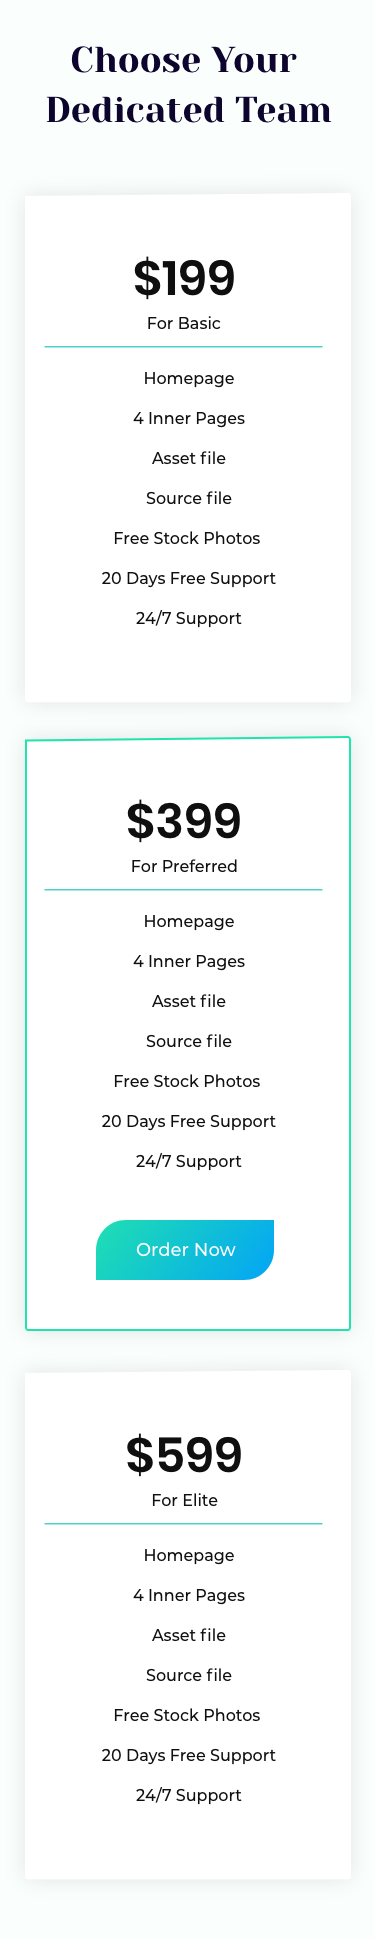 Choose Your
Dedicated Team
$199
For Basic
Homepage
4 Inner Pages
Asset file
Source file
Free Stock Photos
20 Days Free Support
24/7 Support
$399
For Preferred
Homepage
4 Inner Pages
Asset file
Source file
Free Stock Photos
20 Days Free Support
24/7 Support
Order Now
$599
For Elite
Homepage
4 Inner Pages
Asset file
Source file
Free Stock Photos
20 Days Free Support
24/7 Support